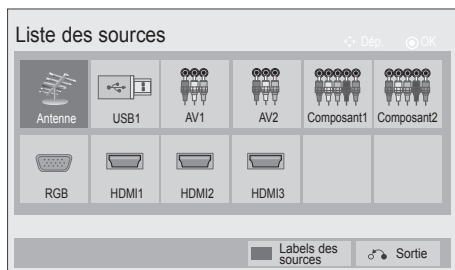 Liste des sources
Dép. OK
Antenne USB1 AV1 AV2 Composant1 Composant2
RGB HDMI1 HDMI2 HDMI3
Labels des
sources
Sortie